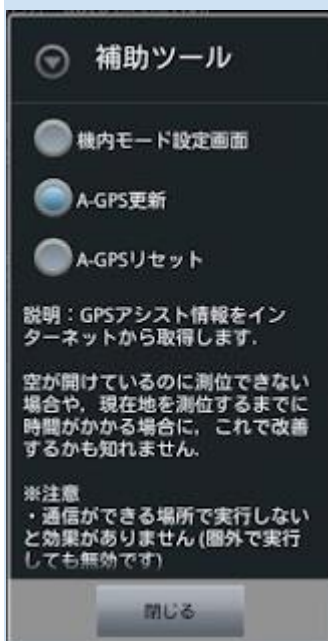 補助ツール
機内モード設定画面
A-GPS更新
A-GPSリセット
説明：GPSアシスト情報をイン
ターネットから取得します.
空が開けているのに測位できない
場合や，現在地を測位するまでに
時間がかかる場合に，これで改善
するかも知れません.
※注意
・通信ができる場所で実行しない
と効果がありません(圏外で実行
しても無効です)
閉じる